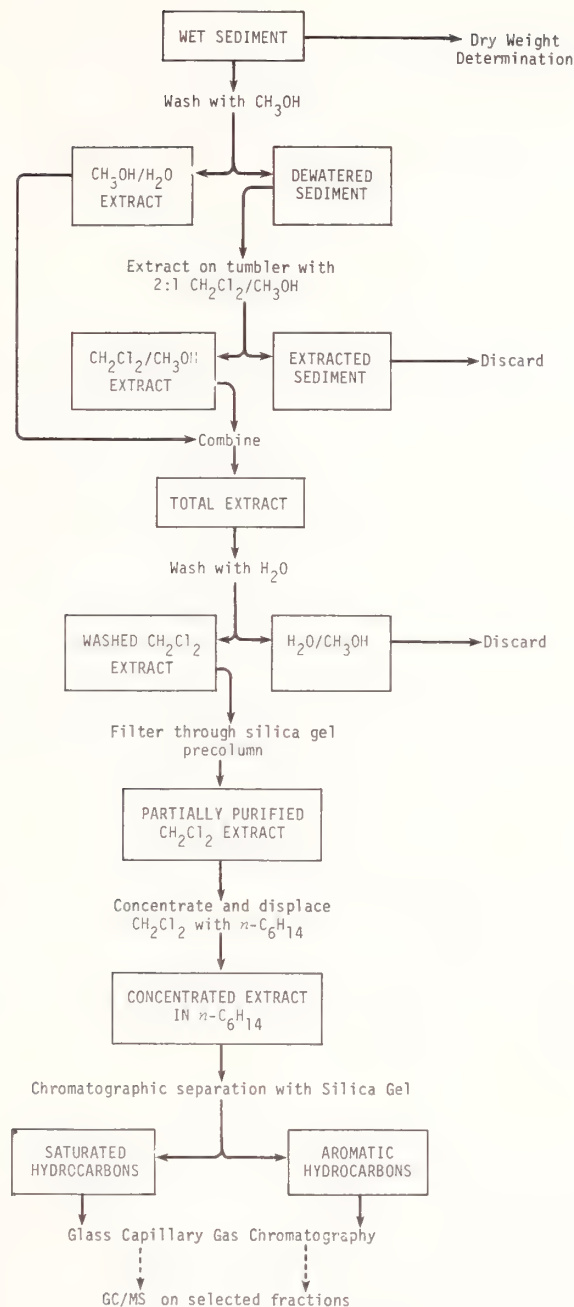 WET SEDIMENT
Dry Weight
Determination
Wash with CH₃OH
CH₃OH/H₂O
EXTRACT
DEWATERED
SEDIMENT
Extract on tumbler with
2:1 CH₂Cl₂/CH₃OH
CH₂Cl₂/CH₃OH
EXTRACT
EXTRACTED
SEDIMENT
Discard
Combine
TOTAL EXTRACT
Wash with H₂O
WASHED CH₂Cl₂
EXTRACT
H₂O/CH₃OH
Discard
Filter through silica gel
precolumn
PARTIALLY PURIFIED
CH₂Cl₂ EXTRACT
Concentrate and displace
CH₂Cl₂ with n-C₆H₁₄
CONCENTRATED EXTRACT
IN n-C₆H₁₄
Chromatographic separation with Silica Gel
SATURATED
HYDROCARBONS
AROMATIC
HYDROCARBONS
Glass Capillary Gas Chromatography
GC/MS on selected fractions